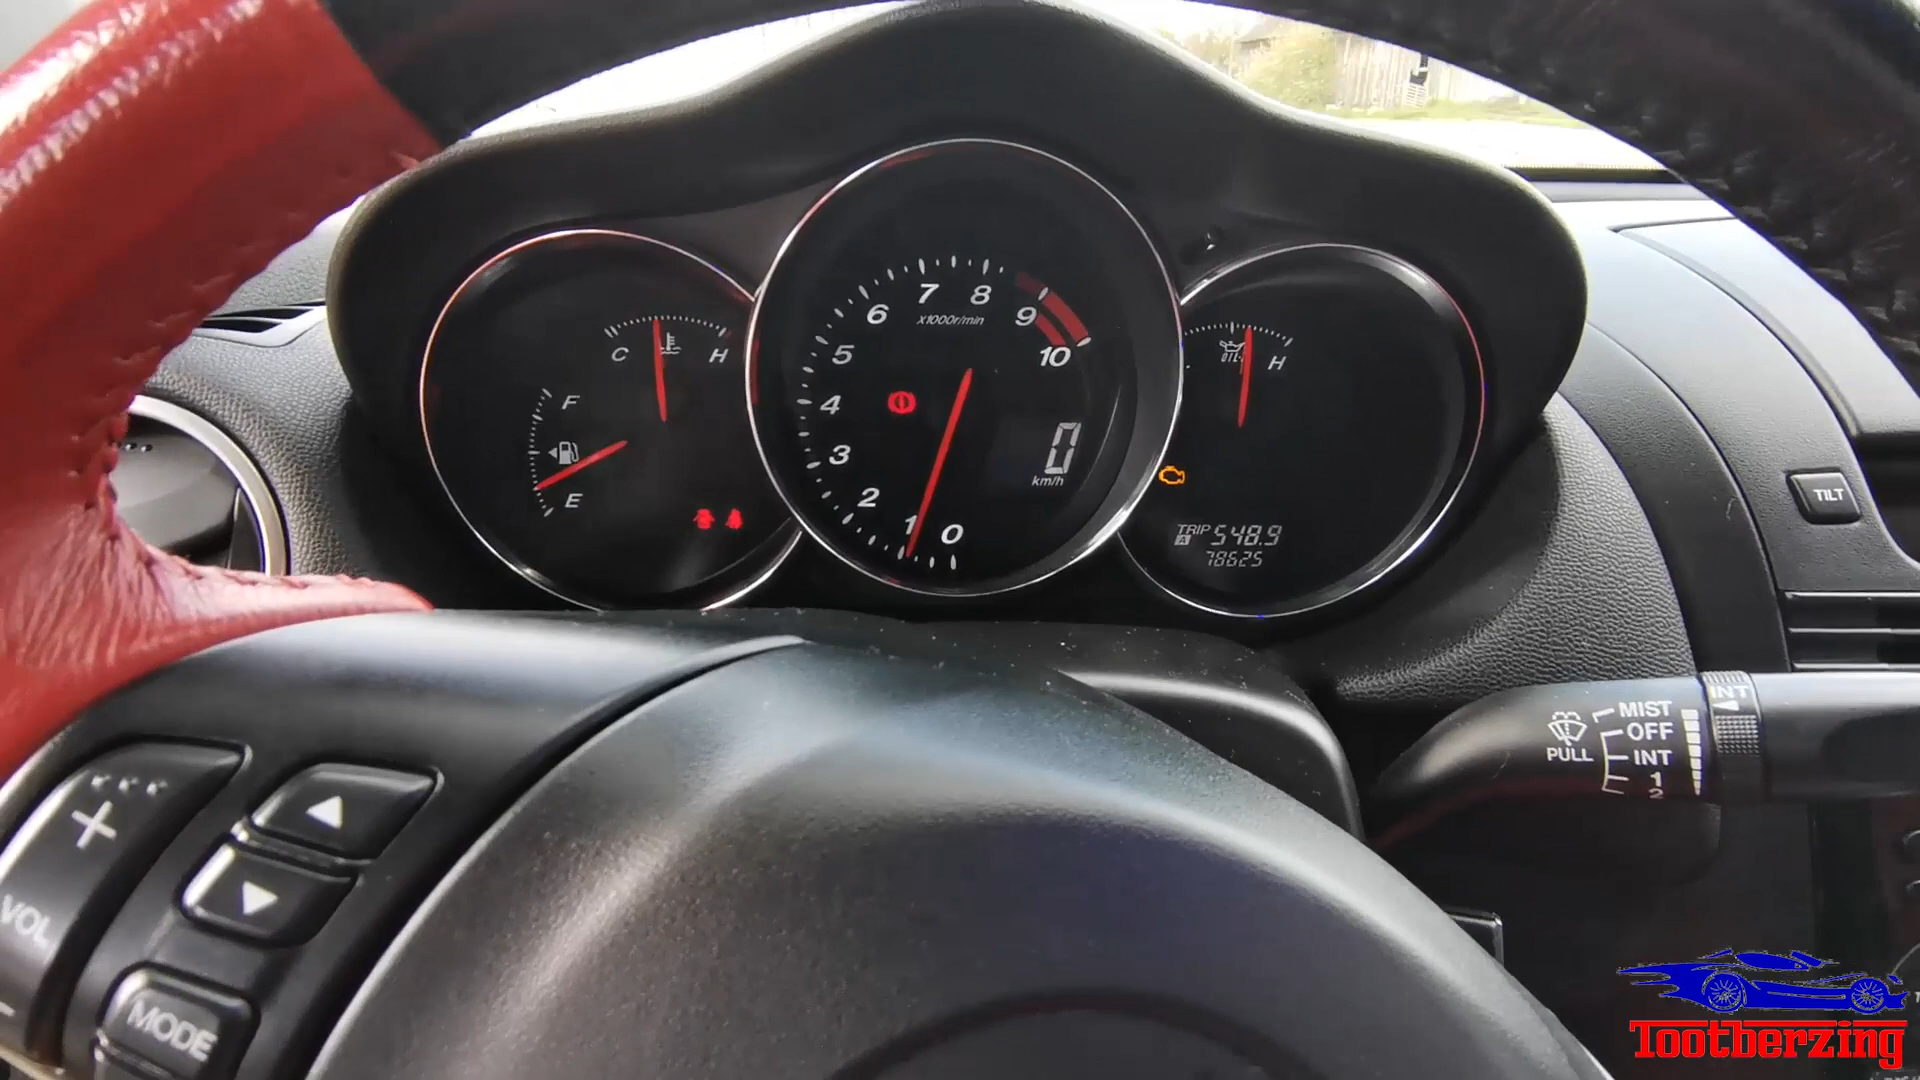 C H
F
E
7 8
6 9
x1000r/min
5 10
4
3
2
1 0
0
km/h
OIL H
TRIP
A 548.9
78625
TILT
INT
MIST
OFF
PULL INT
1
2
+
VOL
MODE
Tootberzing